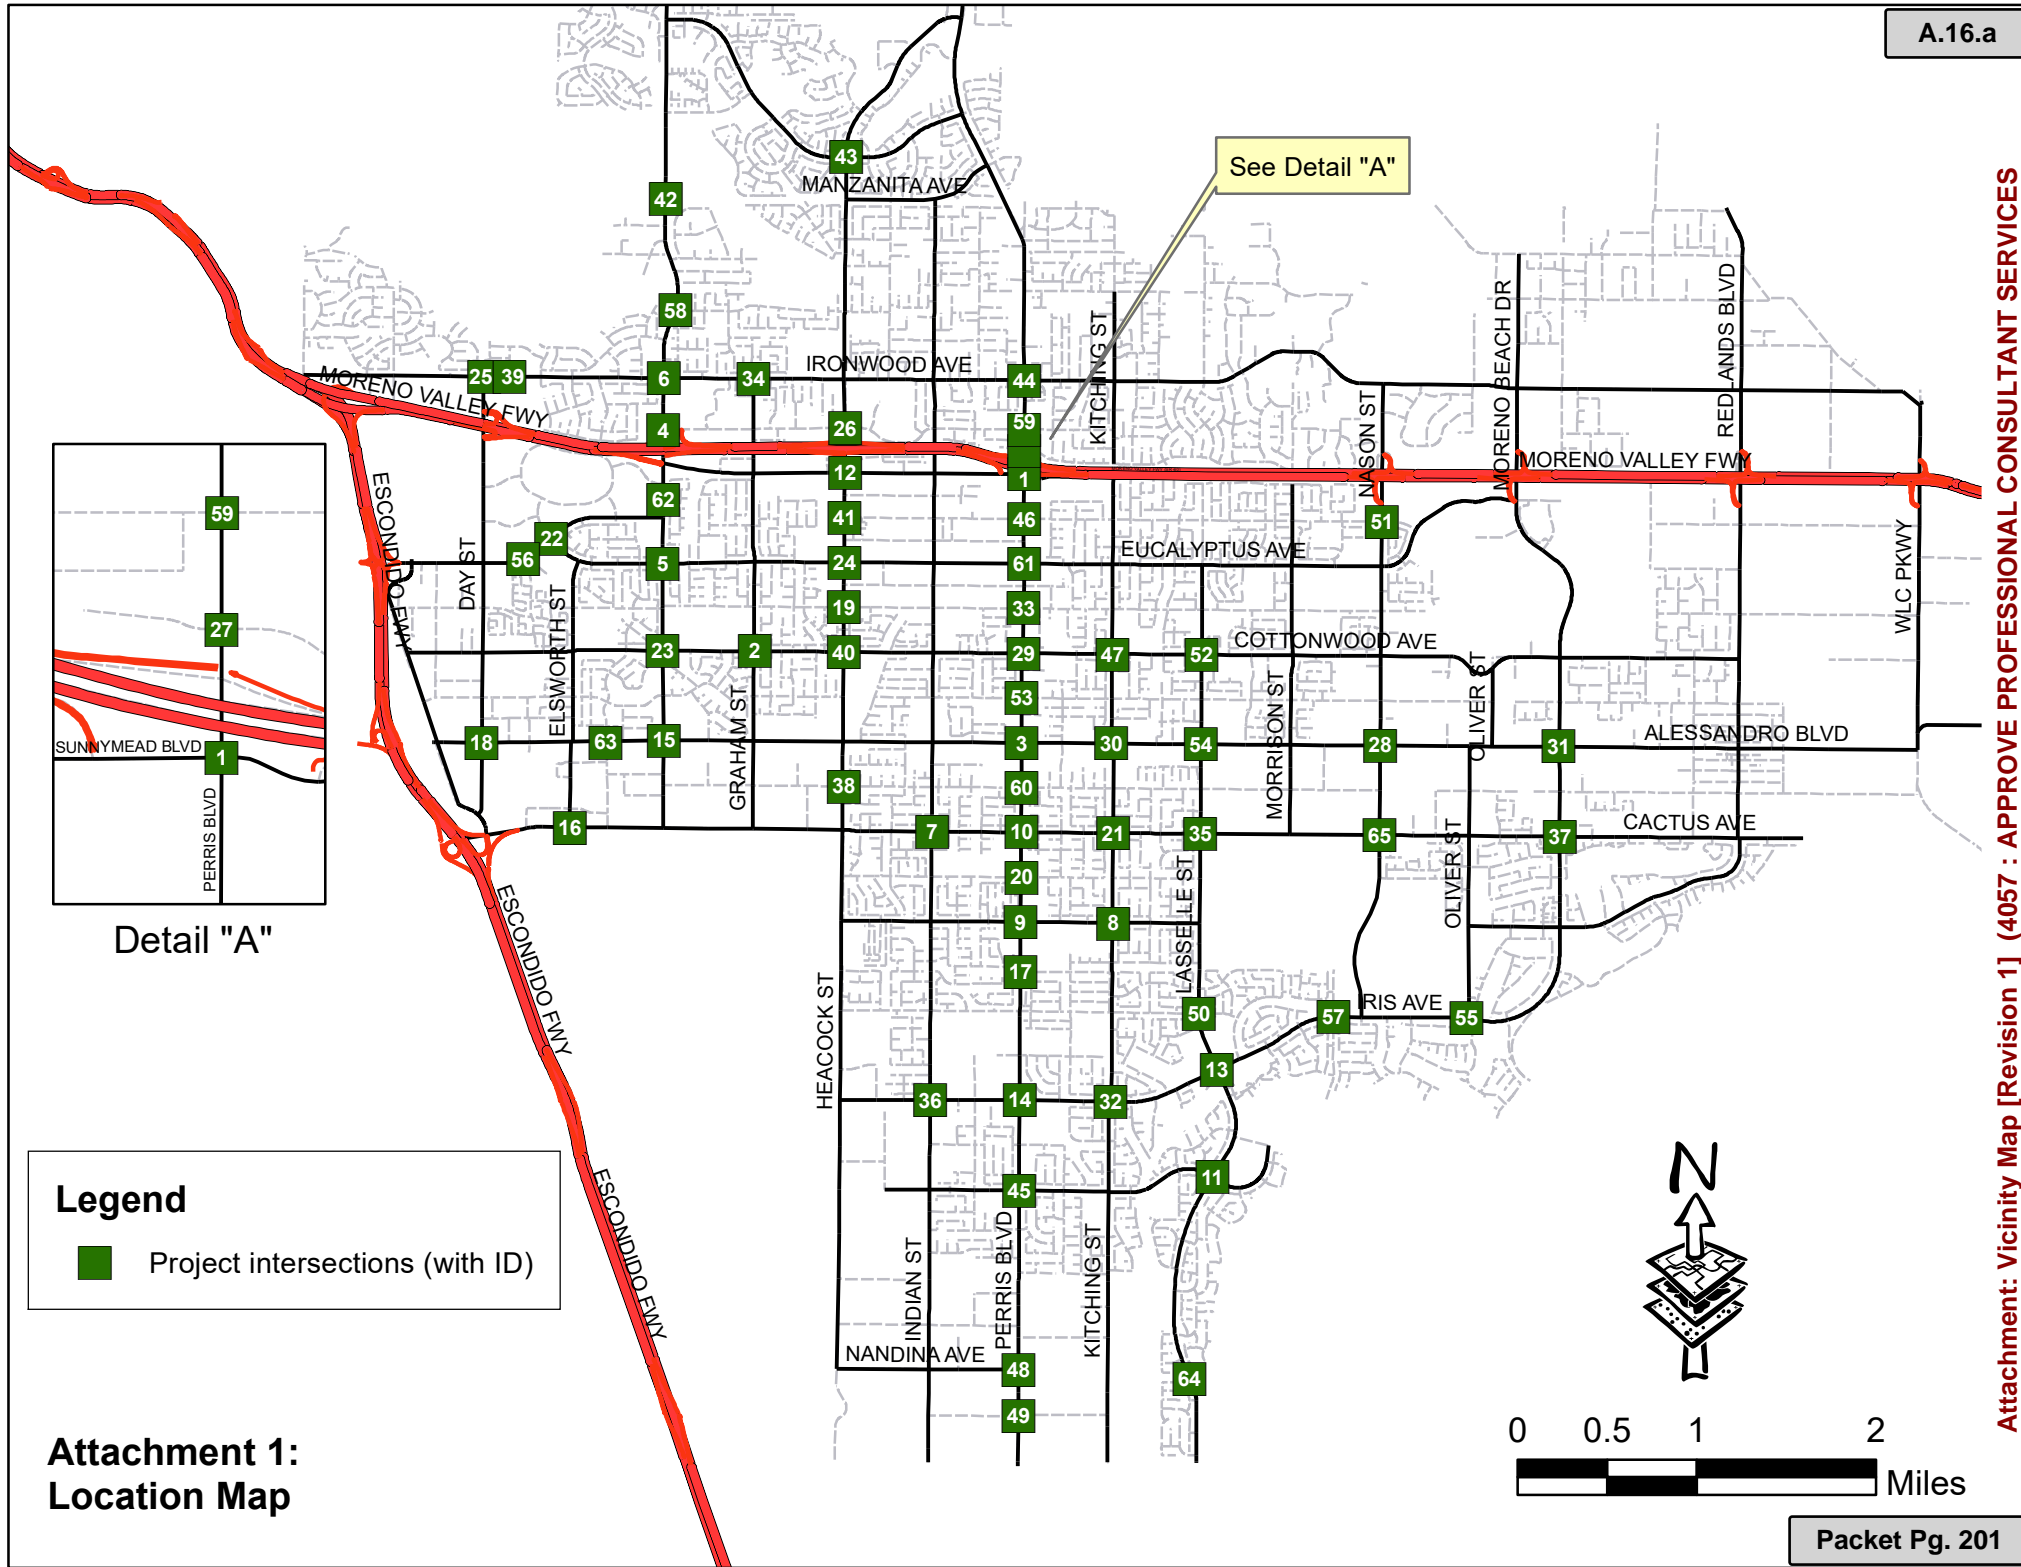 A.16.a
See Detail "A"
43
MANZANITA AVE
42
58
KITCHING ST
MORENO BEACH DR
REDLANDS BLVD
25
39
6
34
IRONWOOD AVE
44
MORENO VALLEY FWY
4
26
59
NASON ST
MORENO VALLEY FWY
12
1
62
41
46
51
ESCONDIDO FWY
DAY ST
22
56
5
24
61
EUCALYPTUS AVE
WLC PKWY
ELSWORTH ST
19
33
23
2
40
29
47
52
COTTONWOOD AVE
GRAHAM ST
53
MORRISON ST
OLIVER ST
18
63
15
3
30
54
28
31
ALESSANDRO BLVD
38
60
16
7
10
21
35
65
37
CACTUS AVE
20
LASSELLE ST
OLIVER ST
9
8
ESCONDIDO FWY
HEACOCK ST
17
50
57
RIS AVE
55
13
36
14
32
11
45
ESCONDIDO FWY
INDIAN ST
PERRIS BLVD
KITCHING ST
NANDINA AVE
48
64
49
59
27
SUNNYMEAD BLVD
1
PERRIS BLVD
Detail "A"
Legend
Project intersections (with ID)
Attachment 1:
Location Map
N
0 0.5 1 2
Miles
Attachment: Vicinity Map [Revision 1] (4057 : APPROVE PROFESSIONAL CONSULTANT SERVICES
Packet Pg. 201